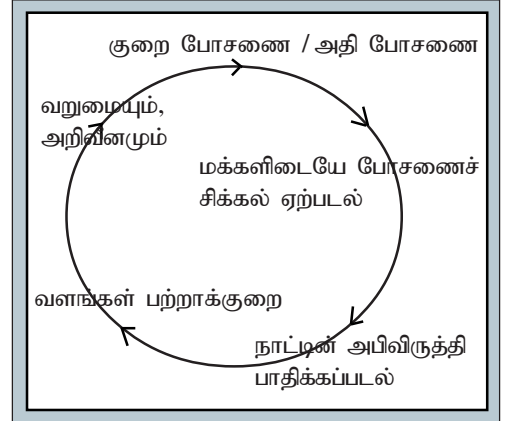 குறை போசணை / அதி போசணை
வறுமையும்,
அறிவீனமும்
மக்களிடையே போசணைச்
சிக்கல் ஏற்படல்
வளங்கள் பற்றாக்குறை
நாட்டின் அபிவிருத்தி
பாதிக்கப்படல்